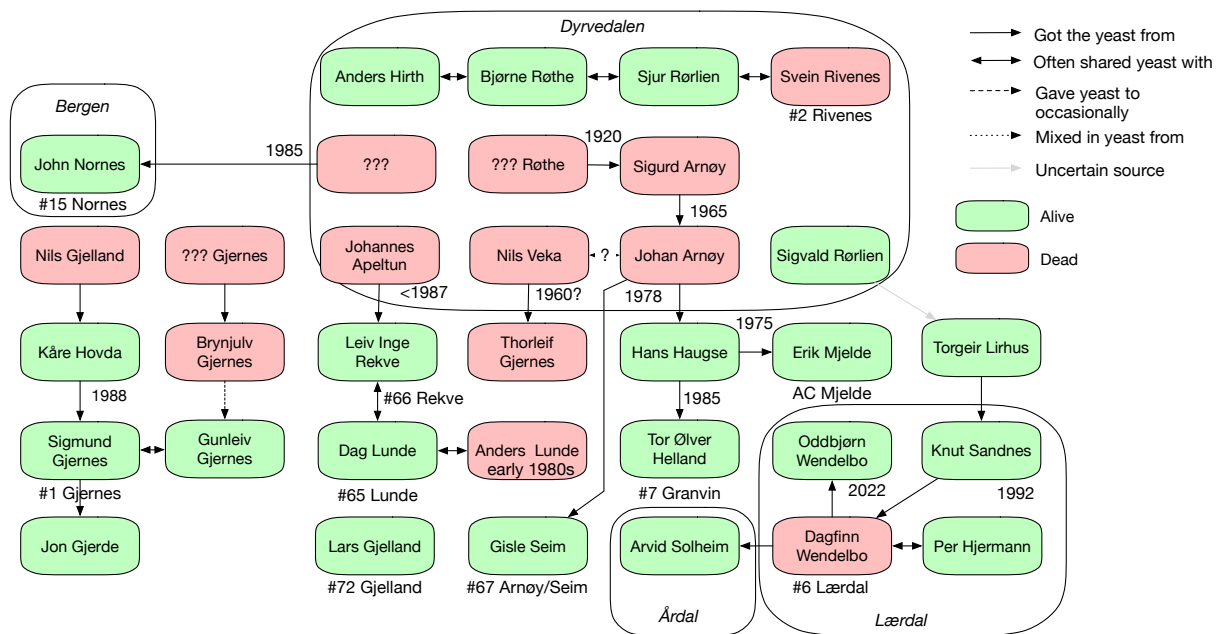 Dyrvedalen
Got the yeast from
Often shared yeast with
Gave yeast to
occasionally
Mixed in yeast from
Uncertain source
Alive
Dead
Anders Hirth
Bjørne Røthe
Sjur Rørlien
Svein Rivenes
#2 Rivenes
Bergen
John Nornes
#15 Nornes
1985
???
??? Røthe
1920
Sigurd Arnøy
1965
Nils Gjelland
??? Gjernes
Johannes
Apeltun
<1987
Nils Veka
1960?
?
Johan Arnøy
1978
Sigvald Rørlien
Kåre Hovda
1988
Brynjulv
Gjernes
Leiv Inge
Rekve
#66 Rekve
Thorleif
Gjernes
Hans Haugse
1975
1985
Erik Mjelde
AC Mjelde
Torgeir Lirhus
Sigmund
Gjernes
#1 Gjernes
Gunleiv
Gjernes
Dag Lunde
#65 Lunde
Anders Lunde
early 1980s
Tor Ølver
Helland
#7 Granvin
Oddbjørn
Wendelbo
2022
Knut Sandnes
1992
Jon Gjerde
Lars Gjelland
#72 Gjelland
Gisle Seim
#67 Arnøy/Seim
Arvid Solheim
Årdal
Dagfinn
Wendelbo
#6 Lærdal
Per Hjermann
Lærdal